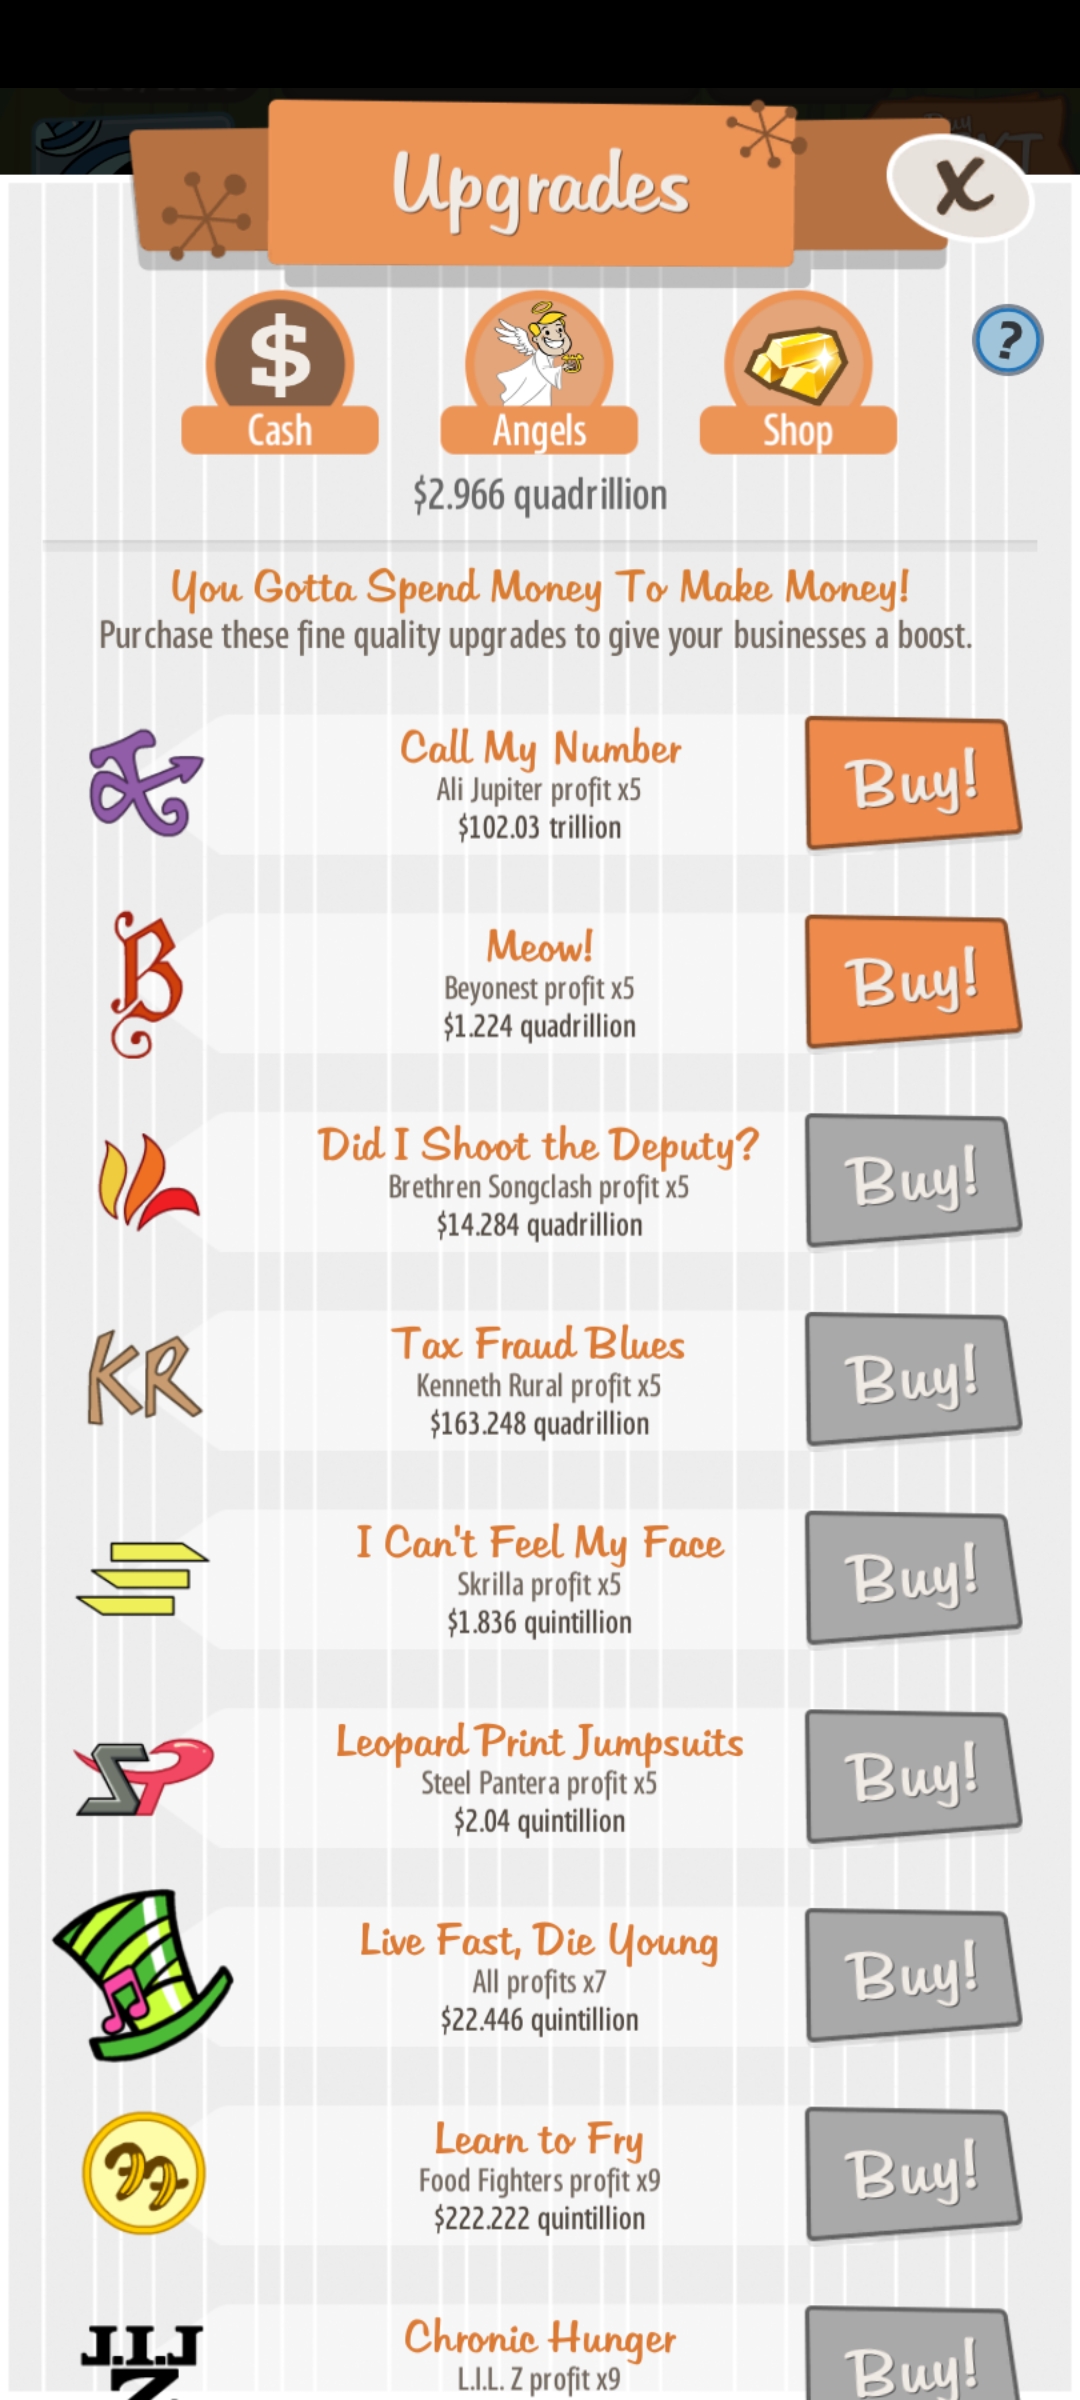 Upgrades
X
$
?
Cash
Angels
Shop
$2.966 quadrillion
You Gotta Spend Money To Make Money!
Purchase these fine quality upgrades to give your businesses a boost.
Call My Number
Ali Jupiter profit x5
$102.03 trillion
Buy!
B
Meow!
Beyonest profit x5
$1.224 quadrillion
Buy!
Did I Shoot the Deputy?
Brethren Songclash profit x5
$14.284 quadrillion
Buy!
KR
Tax Fraud Blues
Kenneth Rural profit x5
$163.248 quadrillion
Buy!
I Can't Feel My Face
Skrilla profit x5
$1.836 quintillion
Buy!
SP
Leopard Print Jumpsuits
Steel Pantera profit x5
$2.04 quintillion
Buy!
Live Fast, Die Young
All profits x7
$22.446 quintillion
Buy!
Learn to Fry
Food Fighters profit x9
$222.222 quintillion
Buy!
Chronic Hunger
L.I.L. Z profit x9
Buy!